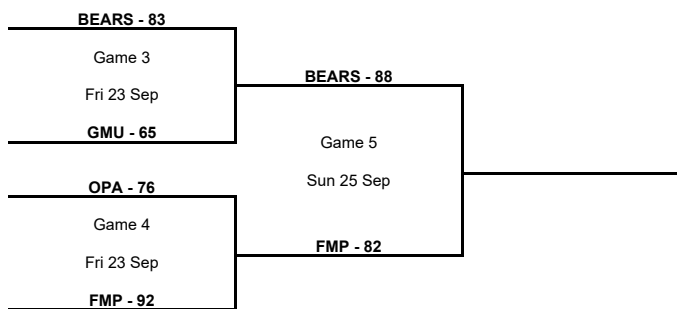 BEARS - 83
Game 3
Fri 23 Sep
GMU - 65
BEARS - 88
Game 5
Sun 25 Sep
FMP - 82
OPA - 76
Game 4
Fri 23 Sep
FMP - 92